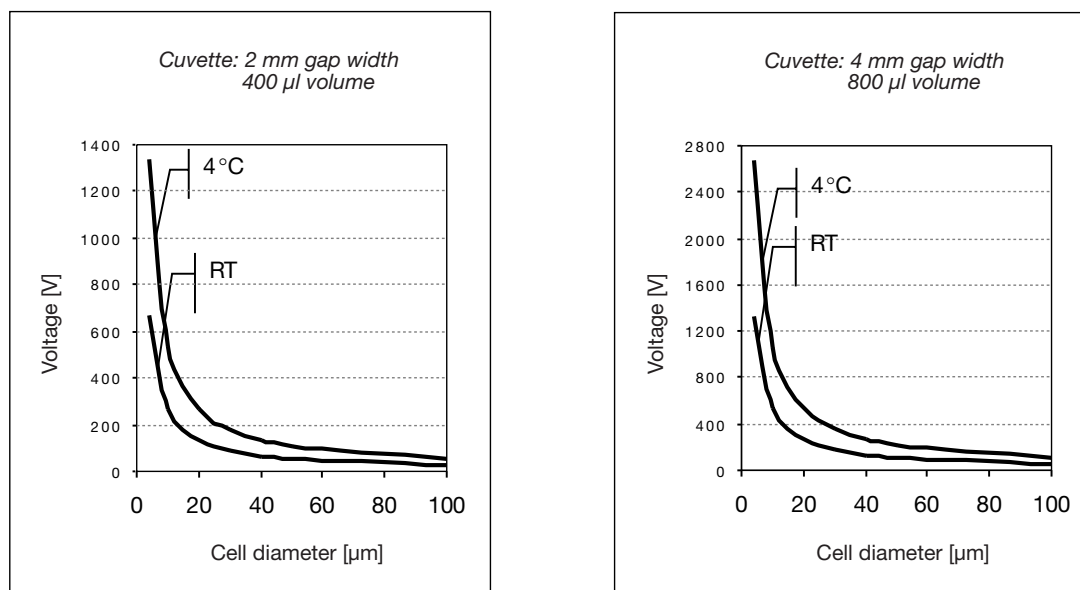 Cuvette: 2 mm gap width
400 µl volume
1400
1200
1000
800
600
400
200
0
4°C
RT
Voltage [V]
0 20 40 60 80 100
Cell diameter [µm]
Cuvette: 4 mm gap width
800 µl volume
2800
2400
2000
1600
1200
800
400
0
4°C
RT
Voltage [V]
0 20 40 60 80 100
Cell diameter [µm]